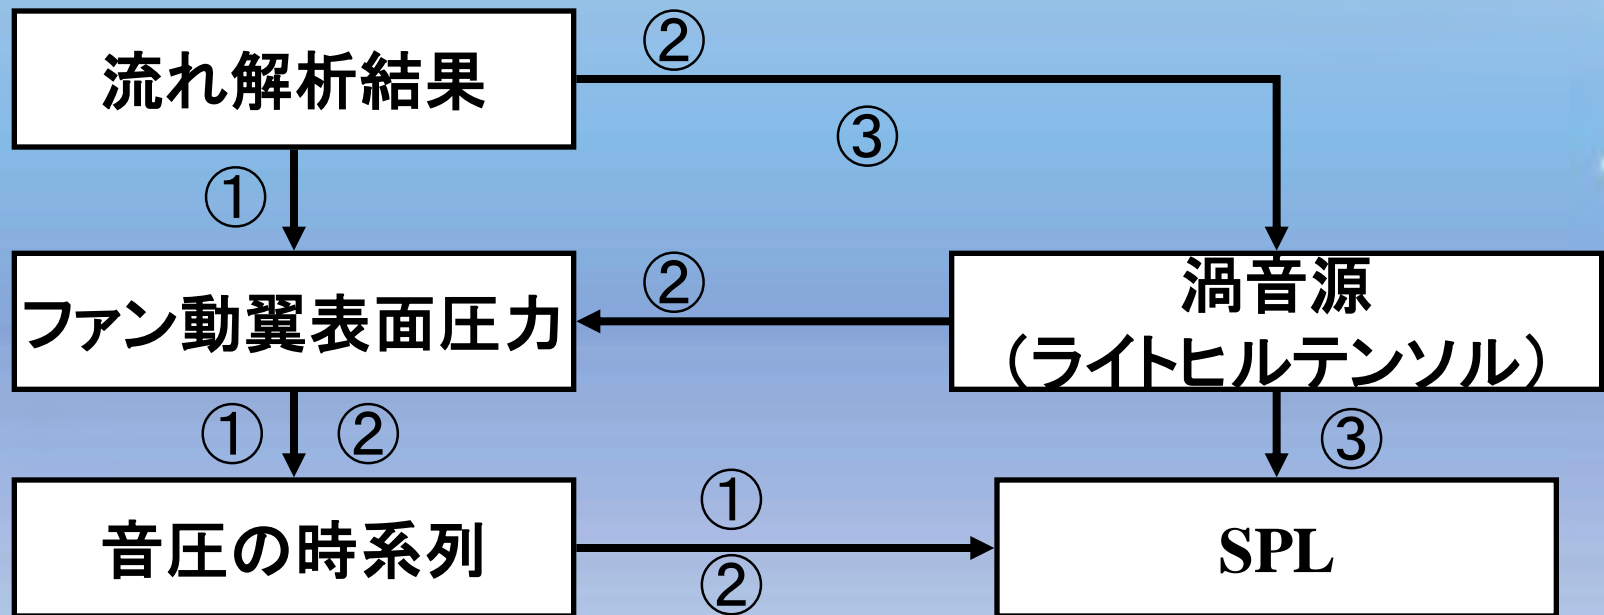 流れ解析結果
②
③
①
ファン動翼表面圧力
②
渦音源
（ライトヒルテンソル）
① ②
③
音圧の時系列
①
②
SPL